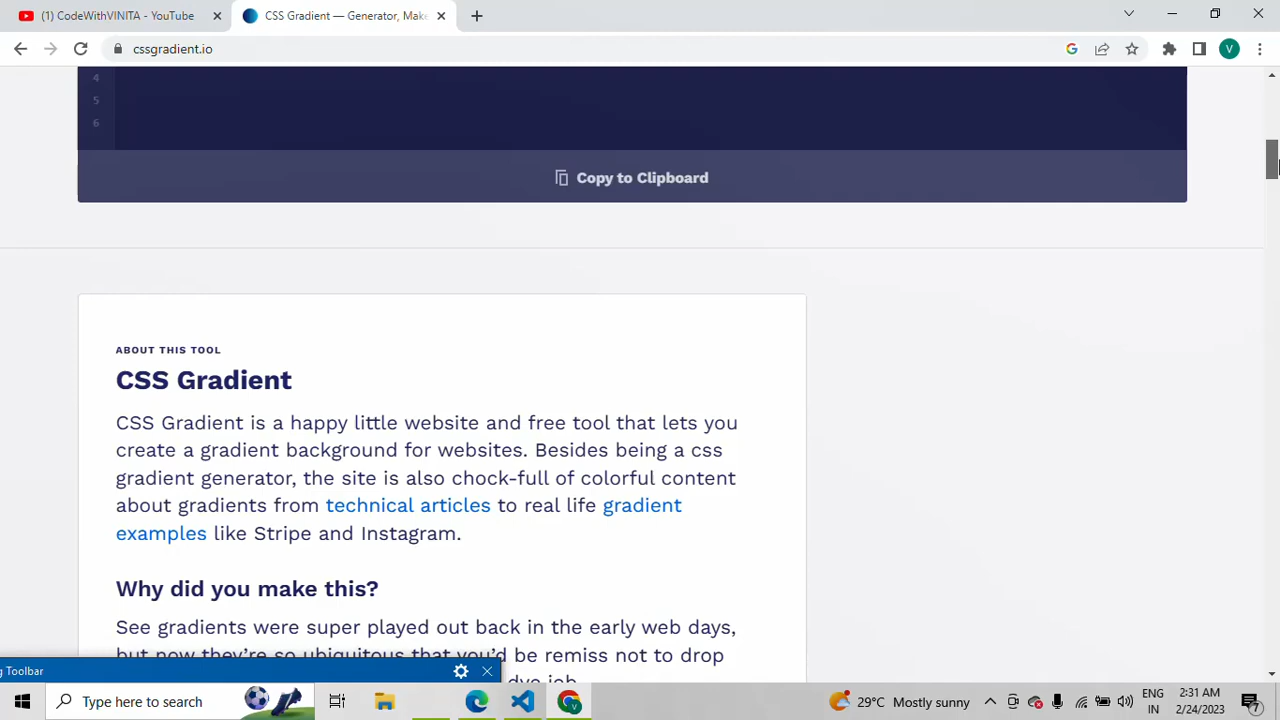 (1) CodeWithVINITA - YouTube
CSS Gradient — Generator, Make
cssgradient.io
V
4
5
6
Copy to Clipboard
ABOUT THIS TOOL
CSS Gradient
CSS Gradient is a happy little website and free tool that lets you
create a gradient background for websites. Besides being a css
gradient generator, the site is also chock-full of colorful content
about gradients from technical articles to real life gradient
examples like Stripe and Instagram.
Why did you make this?
See gradients were super played out back in the early web days,
but now they're so ubiquitous that you'd be remiss not to drop
job
g Toolbar
Type here to search
29°C Mostly sunny
ENG
IN
2:31 AM
2/24/2023
7